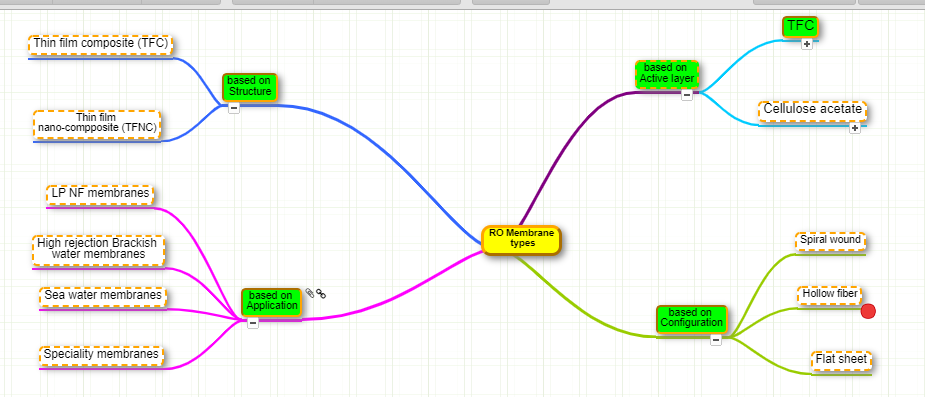 Thin film composite (TFC)
based on
Structure
Thin film
nano-compposite (TFNC)
LP NF membranes
High rejection Brackish
water membranes
Sea water membranes
Speciality membranes
based on
Application
RO Membrane
types
based on
Active layer
TFC
Cellulose acetate
based on
Configuration
Spiral wound
Hollow fiber
Flat sheet